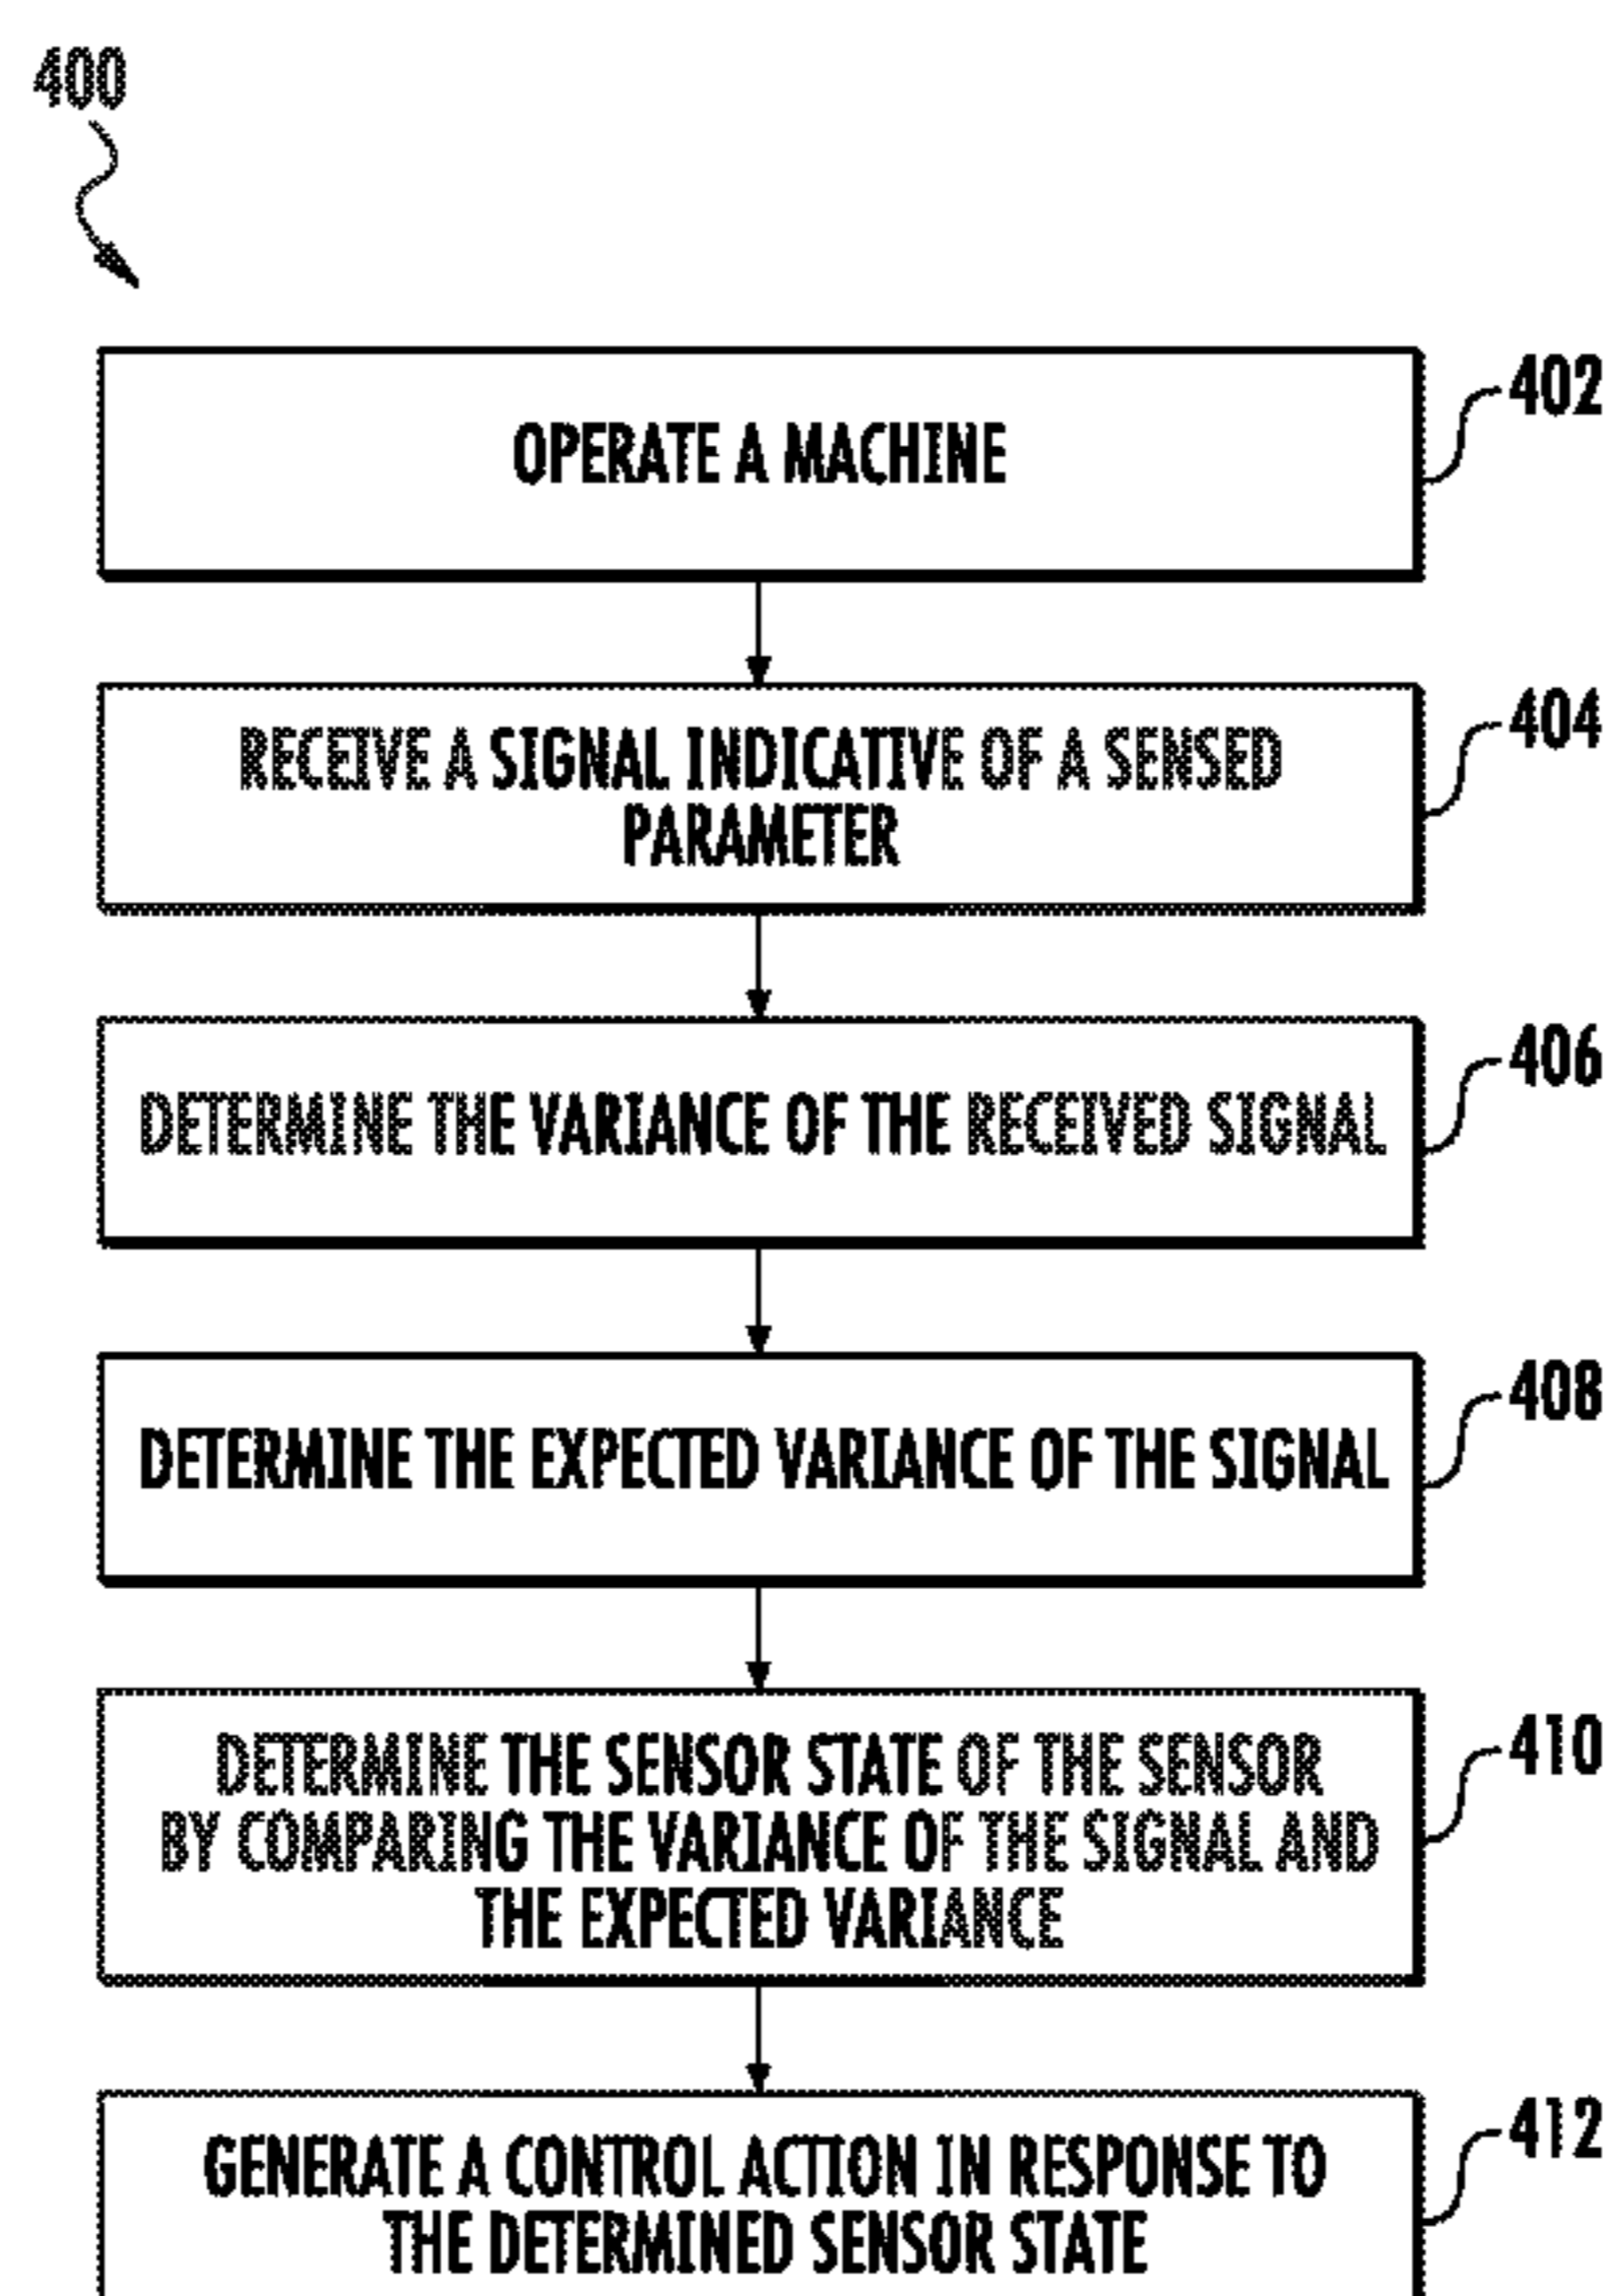 400
OPERATE A MACHINE
402
RECEIVE A SIGNAL INDICATIVE OF A SENSED
PARAMETER
404
DETERMINE THE VARIANCE OF THE RECEIVED SIGNAL
406
DETERMINE THE EXPECTED VARIANCE OF THE SIGNAL
408
DETERMINE THE SENSOR STATE OF THE SENSOR
BY COMPARING THE VARIANCE OF THE SIGNAL AND
THE EXPECTED VARIANCE
410
GENERATE A CONTROL ACTION IN RESPONSE TO
THE DETERMINED SENSOR STATE
412